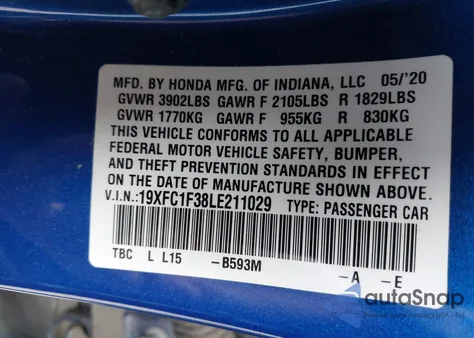 MFD. BY HONDA MFG. OF INDIANA, LLC 05/'20
GVWR 3902LBS GAWR F 2105LBS R 1829LBS
GVWR 1770KG GAWR F 955KG R 830KG
THIS VEHICLE CONFORMS TO ALL APPLICABLE
FEDERAL MOTOR VEHICLE SAFETY, BUMPER,
AND THEFT PREVENTION STANDARDS IN EFFECT
ON THE DATE OF MANUFACTURE SHOWN ABOVE.
V.I.N.:19XFC1F38LE211029 TYPE: PASSENGER CAR
TBC L L15 -B593M -A -E
autoSnap